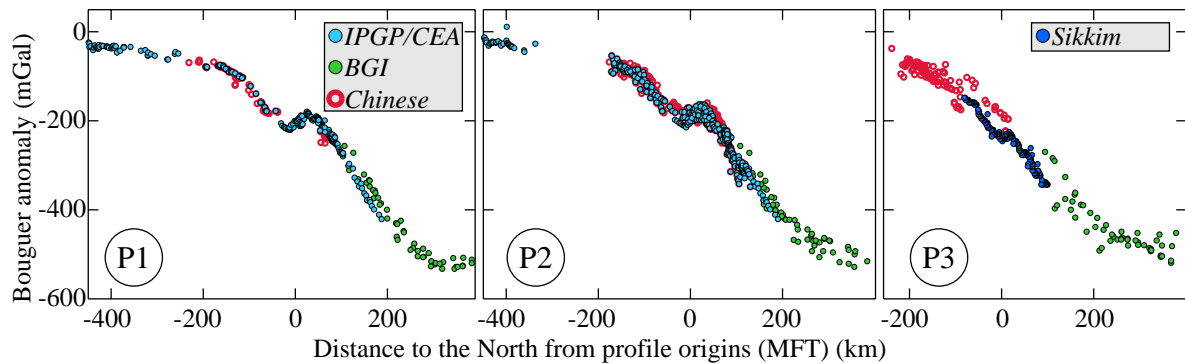 0
-200
-400
-600
Bouguer anomaly (mGal)
IPGP/CEA
BGI
Chinese
Sikkim
P1
P2
P3
-400 -200 0 200
-400 -200 0 200
-200 0 200
Distance to the North from profile origins (MFT) (km)